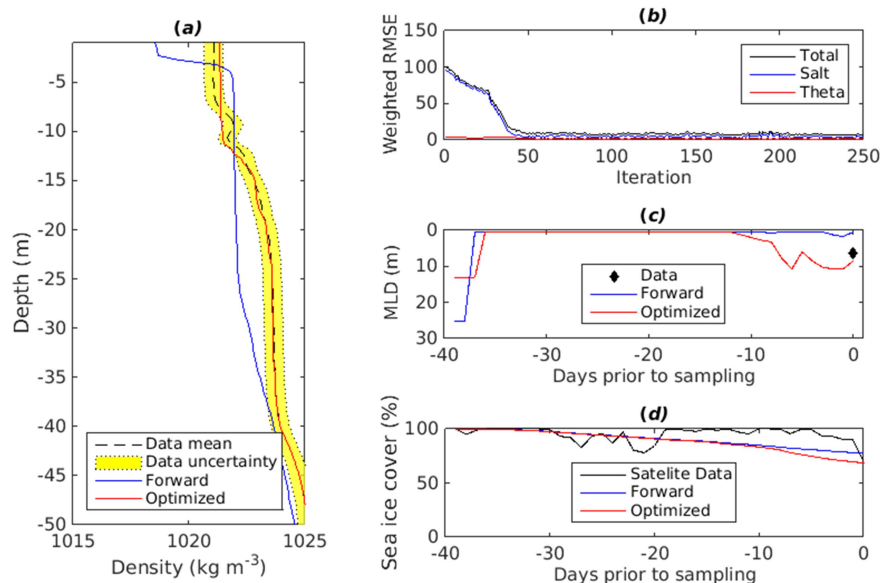 (a)
-5
-10
-15
-20
-25
-30
-35
-40
-45
-50
Depth (m)
Data mean
Data uncertainty
Forward
Optimized
1015 1020 1025
Density (kg m-3)
(b)
150
100
50
0
Weighted RMSE
Total
Salt
Theta
0 50 100 150 200 250
Iteration
(c)
0
10
20
30
MLD (m)
Data
Forward
Optimized
-40 -30 -20 -10 0
Days prior to sampling
(d)
100
50
0
Sea ice cover (%)
Satelite Data
Forward
Optimized
-40 -30 -20 -10 0
Days prior to sampling